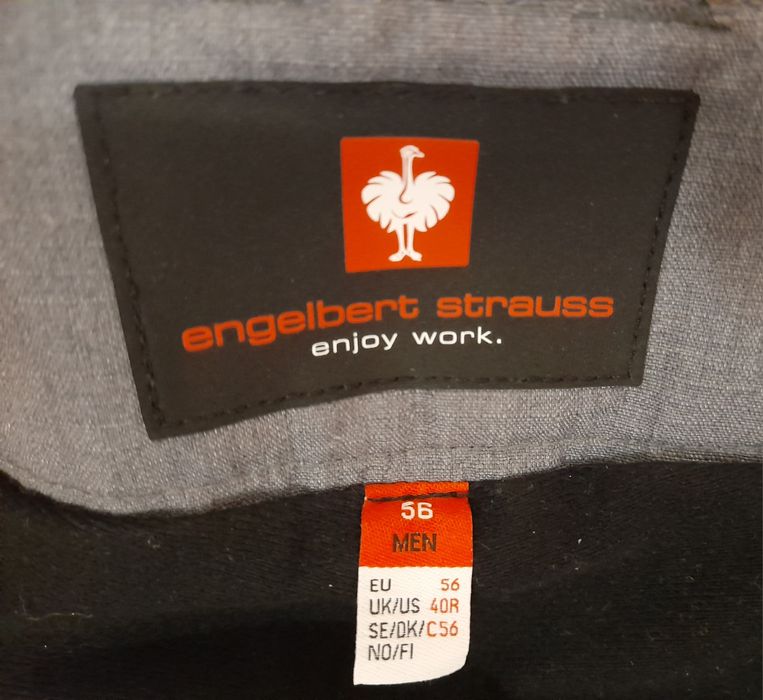 engelbert strauss
enjoy work.
56
MEN
EU 56
UK/US 40R
SE/DK/C56
NO/FI